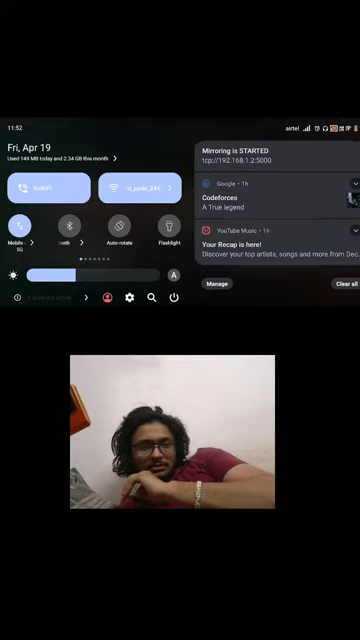 11:52
airtel
Fri, Apr 19
Used 149 MB today and 2.34 GB this month
VoWiFi
Mobile
5G
tooth
Auto-rotate
Flashlight
A
Mirroring is STARTED
tcp://192.168.1.2:5000
Google · 1h
Codeforces
A True legend
YouTube Music · 1h
Your Recap is here!
Discover your top artists, songs and more from Dec.
Manage
Clear all